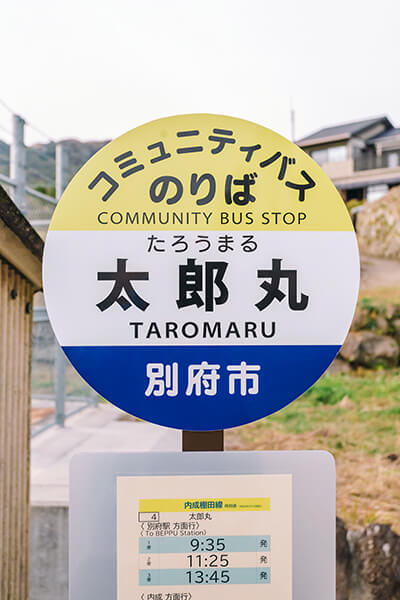 コミュニティバス
のりば
COMMUNITY BUS STOP
たろうまる
太郎丸
TAROMARU
別府市
内成棚田線
4 太郎丸
〈 別府駅 方面行〉
〈To BEPPU Station〉
9:35 発
11:25 発
13:45 発
〈 内成 方面行〉